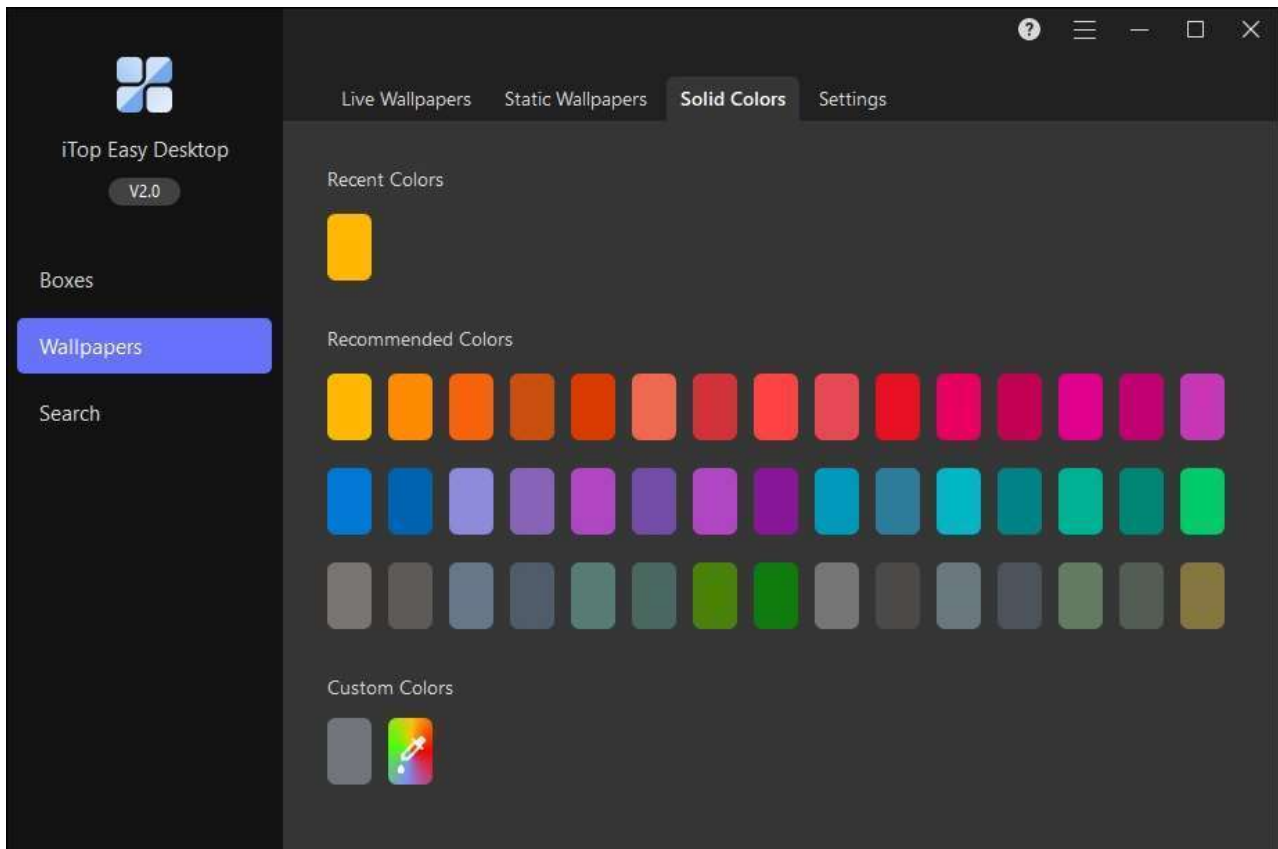 iTop Easy Desktop
V2.0
Boxes
Wallpapers
Search
?
Live Wallpapers
Static Wallpapers
Solid Colors
Settings
Recent Colors
Recommended Colors
Custom Colors